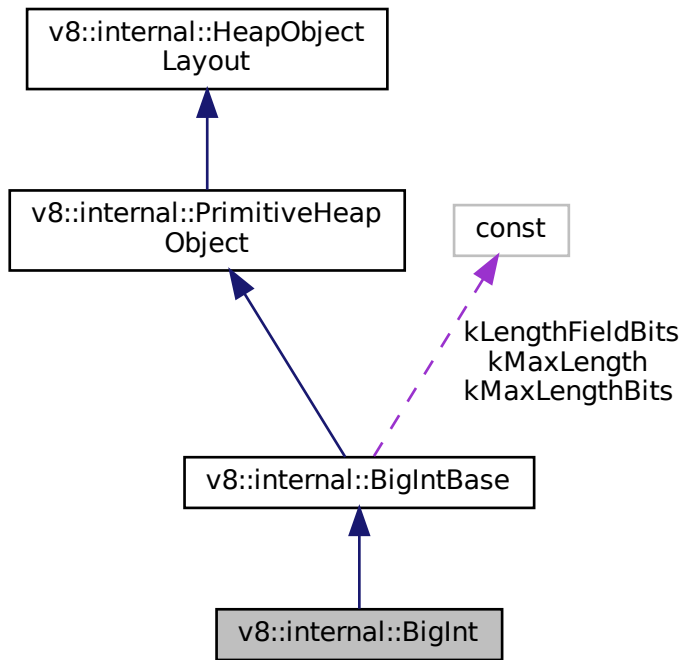 v8::internal::HeapObject
Layout
v8::internal::PrimitiveHeap
Object
const
kLengthFieldBits
kMaxLength
kMaxLengthBits
v8::internal::BigIntBase
v8::internal::BigInt